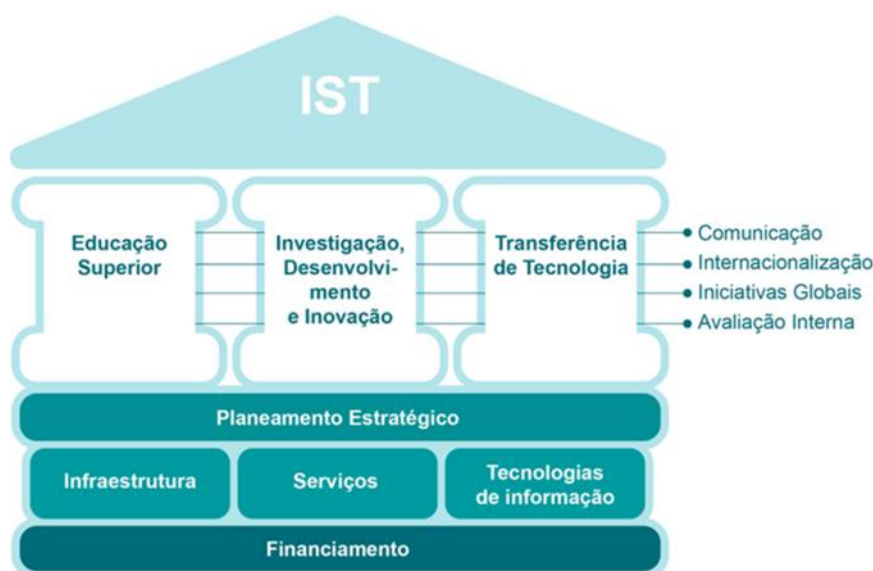 IST
Educação
Superior
Investigação,
Desenvolvi-
mento
e Inovação
Transferência
de Tecnologia
Comunicação
Internacionalização
Iniciativas Globais
Avaliação Interna
Planeamento Estratégico
Infraestrutura
Serviços
Tecnologias
de informação
Financiamento